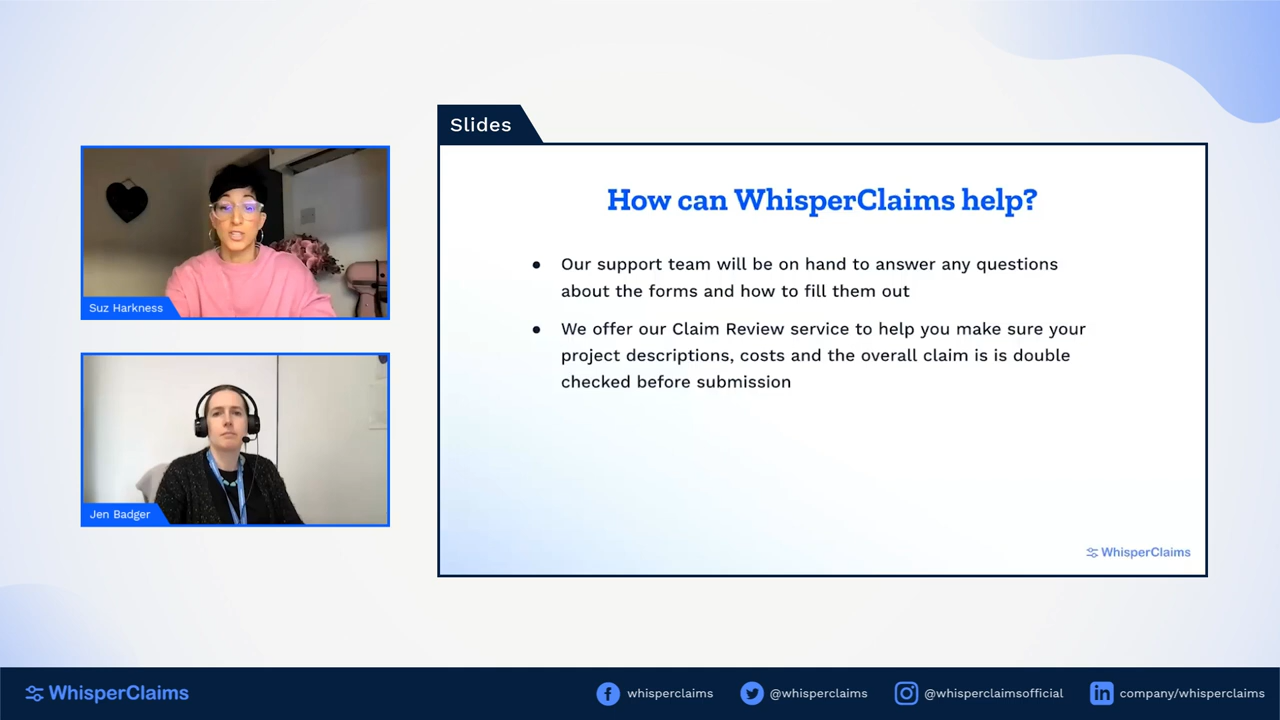 Slides
How can WhisperClaims help?
● Our support team will be on hand to answer any questions
about the forms and how to fill them out
● We offer our Claim Review service to help you make sure your
project descriptions, costs and the overall claim is is double
checked before submission
WhisperClaims
Suz Harkness
Jen Badger
WhisperClaims
whisperclaims
@whisperclaims
@whisperclaimsofficial
company/whisperclaims